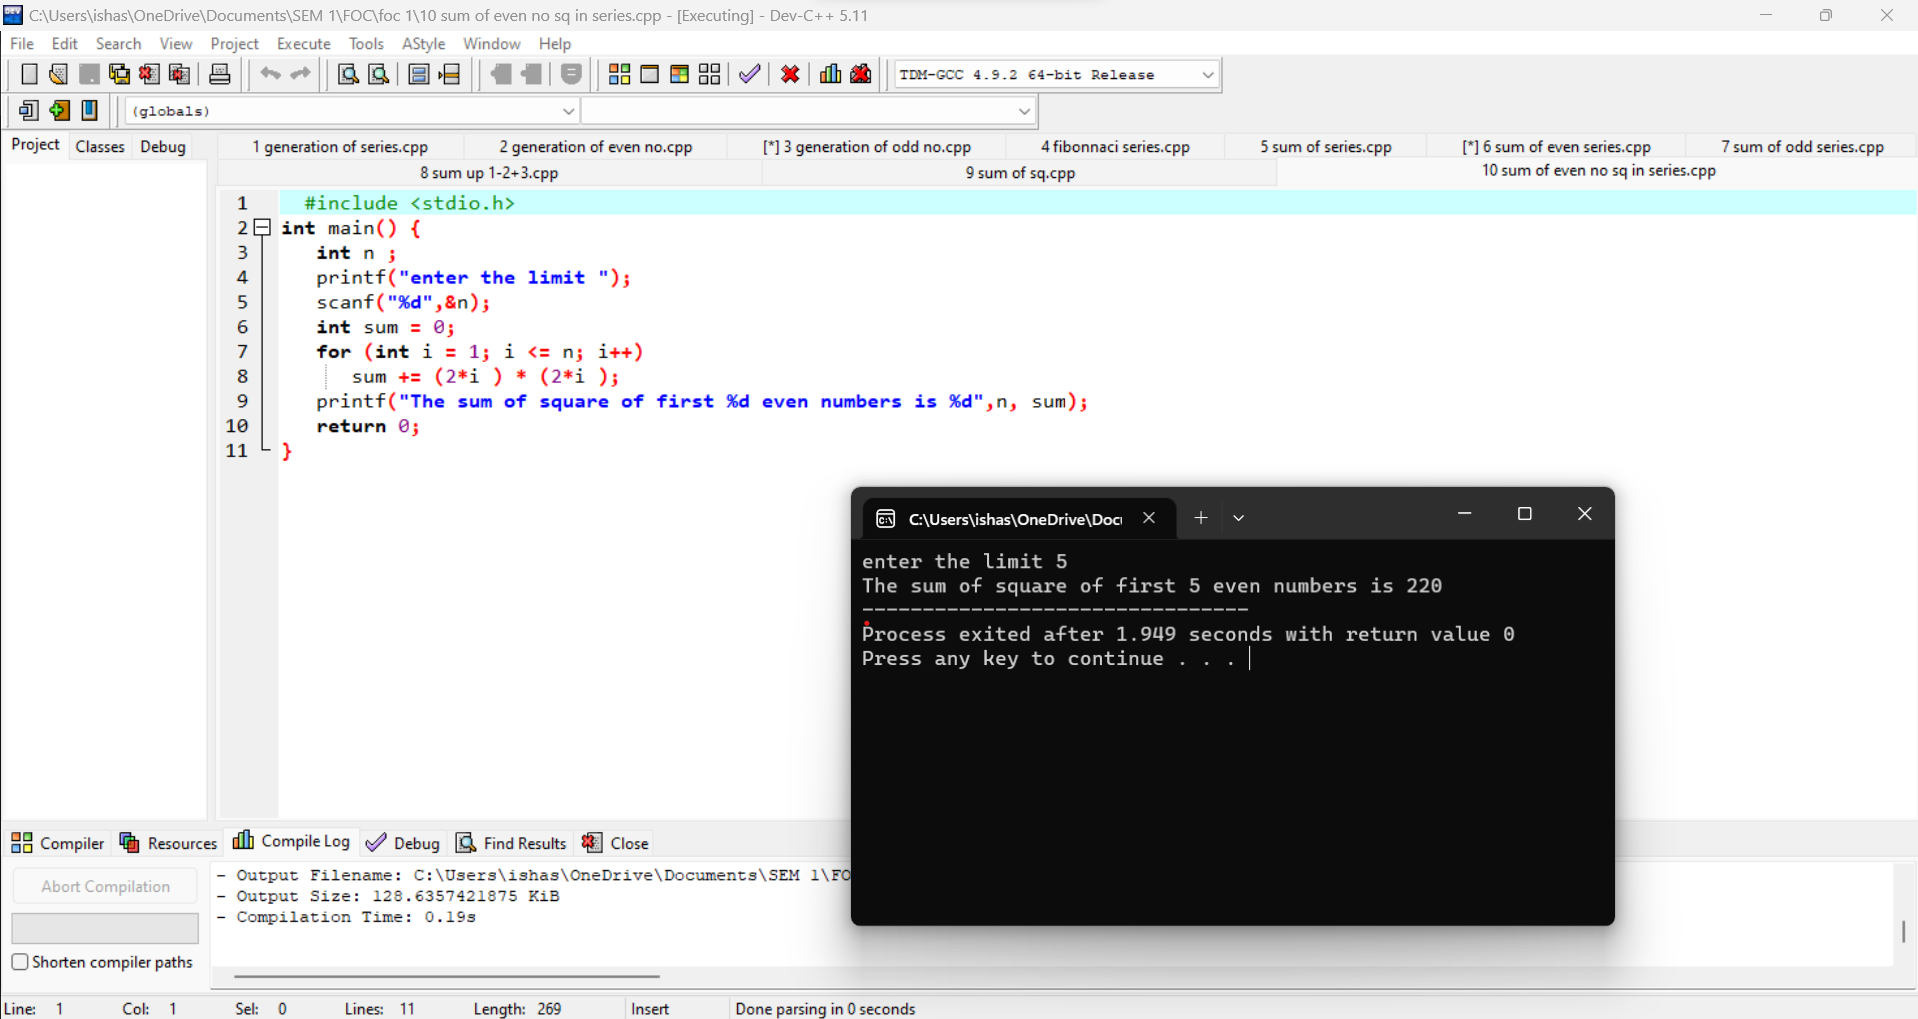 C:\Users\ishas\OneDrive\Documents\SEM 1\FOC\foc 1\10 sum of even no sq in series.cpp - [Executing] - Dev-C++ 5.11
File Edit Search View Project Execute Tools AStyle Window Help
TDM-GCC 4.9.2 64-bit Release
(globals)
Project Classes Debug
1 generation of series.cpp 2 generation of even no.cpp [*] 3 generation of odd no.cpp 4 fibonnaci series.cpp 5 sum of series.cpp [*] 6 sum of even series.cpp 7 sum of odd series.cpp
8 sum up 1-2+3.cpp 9 sum of sq.cpp 10 sum of even no sq in series.cpp
1 #include <stdio.h>
2 int main() {
3 int n ;
4 printf("enter the limit ");
5 scanf("%d",&n);
6 int sum = 0;
7 for (int i = 1; i <= n; i++)
8 sum += (2*i ) * (2*i );
9 printf("The sum of square of first %d even numbers is %d",n, sum);
10 return 0;
11 }
C:\Users\ishas\OneDrive\Docu
enter the limit 5
The sum of square of first 5 even numbers is 220
--------------------------------
Process exited after 1.949 seconds with return value 0
Press any key to continue . . .
Compiler Resources Compile Log Debug Find Results Close
Abort Compilation
Shorten compiler paths
- Output Filename: C:\Users\ishas\OneDrive\Documents\SEM 1\FO
- Output Size: 128.6357421875 KiB
- Compilation Time: 0.19s
Line: 1 Col: 1 Sel: 0 Lines: 11 Length: 269 Insert Done parsing in 0 seconds